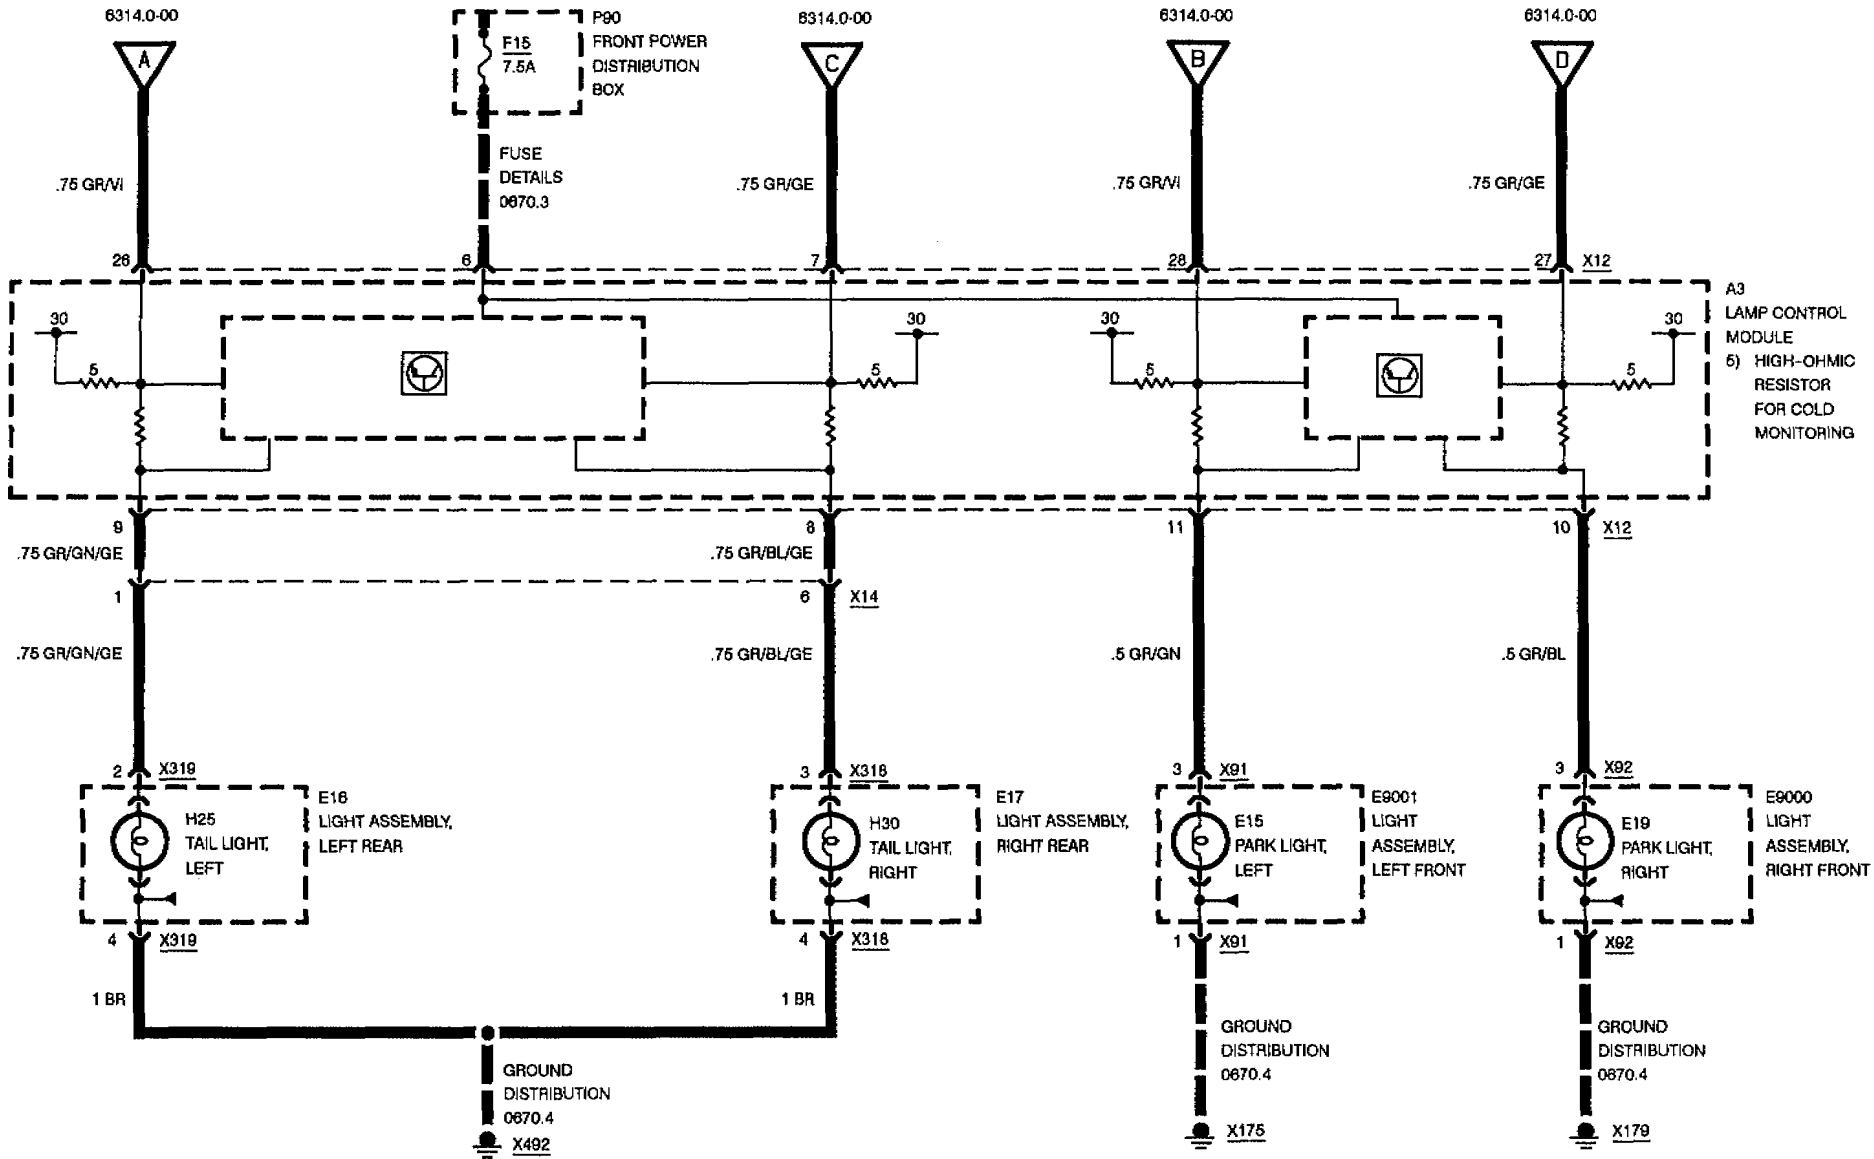 6314.0-00
A
.75 GR/VI
26
P90
FRONT POWER
DISTRIBUTION
BOX
F15
7.5A
FUSE
DETAILS
0670.3
6
6314.0-00
C
.75 GR/GE
7
6314.0-00
B
.75 GR/VI
28
6314.0-00
D
.75 GR/GE
27
X12
A3
LAMP CONTROL
MODULE
5) HIGH-OHMIC
RESISTOR
FOR COLD
MONITORING
30
5
30
5
30
5
30
5
9
.75 GR/GN/GE
8
.75 GR/BL/GE
11
10
X12
1
6
X14
.75 GR/GN/GE
.75 GR/BL/GE
.5 GR/GN
.5 GR/BL
2
X319
3
X318
3
X91
3
X92
H25
TAIL LIGHT,
LEFT
E16
LIGHT ASSEMBLY,
LEFT REAR
H30
TAIL LIGHT,
RIGHT
E17
LIGHT ASSEMBLY,
RIGHT REAR
E15
PARK LIGHT,
LEFT
E9001
LIGHT
ASSEMBLY,
LEFT FRONT
E19
PARK LIGHT,
RIGHT
E9000
LIGHT
ASSEMBLY,
RIGHT FRONT
4
X319
4
X318
1
X91
1
X92
1 BR
1 BR
GROUND
DISTRIBUTION
0670.4
X492
GROUND
DISTRIBUTION
0670.4
X175
GROUND
DISTRIBUTION
0670.4
X179